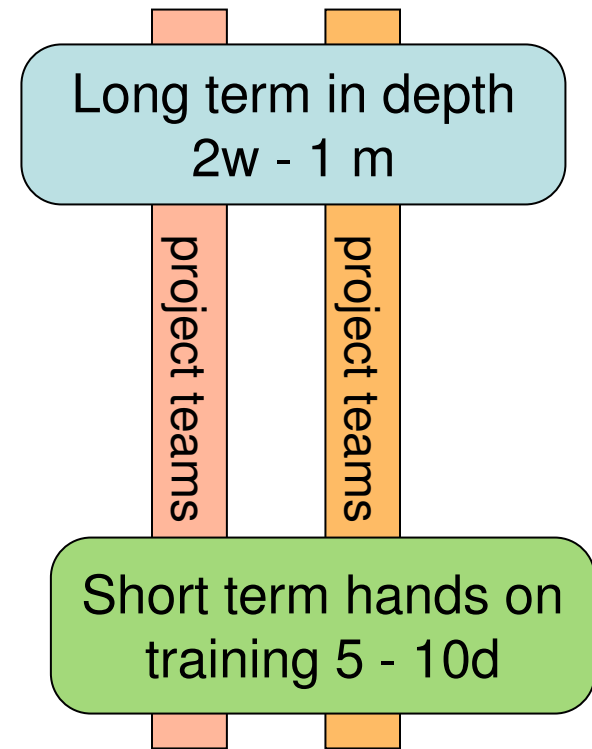 Long term in depth
2w - 1 m
project teams
project teams
Short term hands on
training 5 - 10d